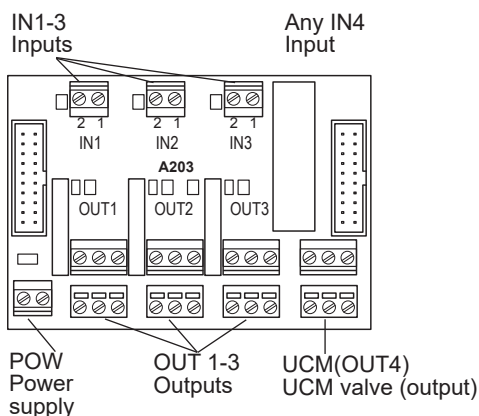 IN1-3
Inputs
Any IN4
Input
2 1
2 1
2 1
IN1
IN2
IN3
A203
OUT1
OUT2
OUT3
POW
Power
supply
OUT 1-3
Outputs
UCM(OUT4)
UCM valve (output)